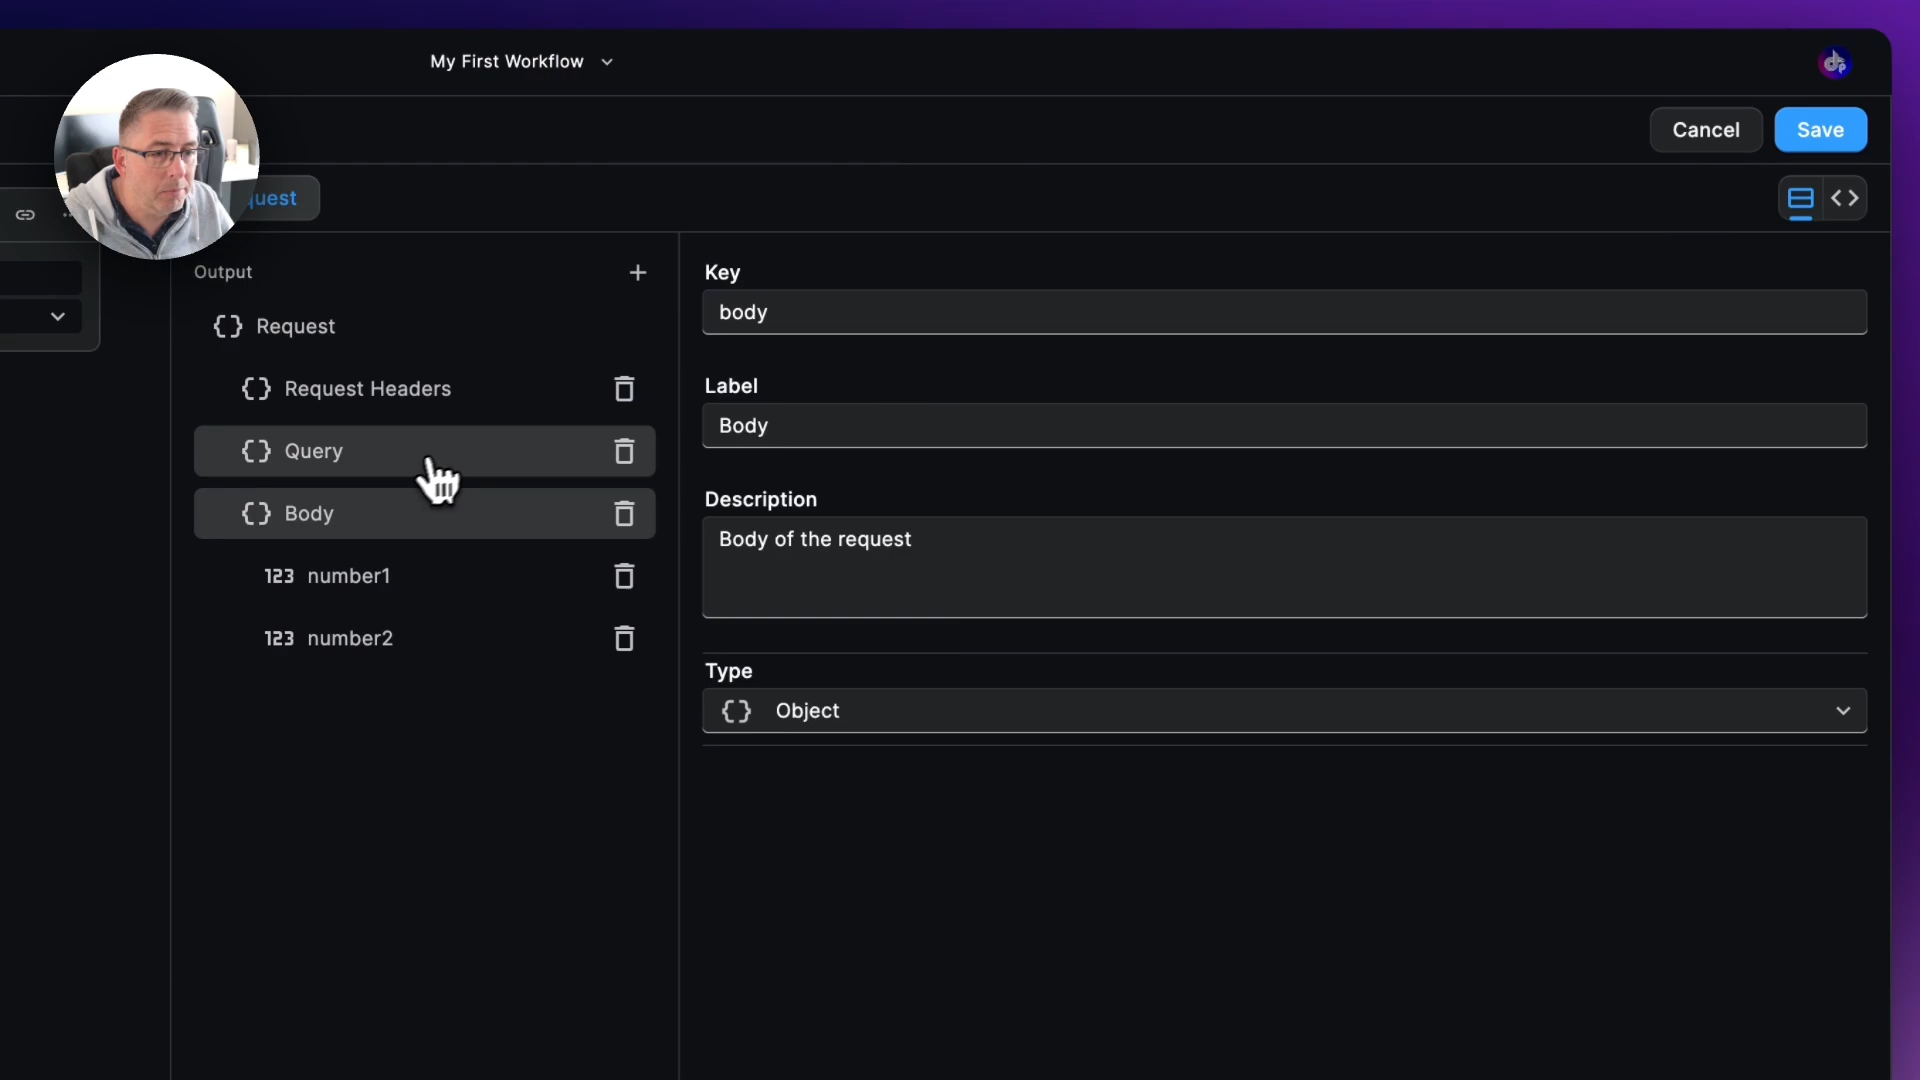 My First Workflow
Cancel
Save
Output
Request
Request Headers
Query
Body
123 number1
123 number2
Key
body
Label
Body
Description
Body of the request
Type
Object